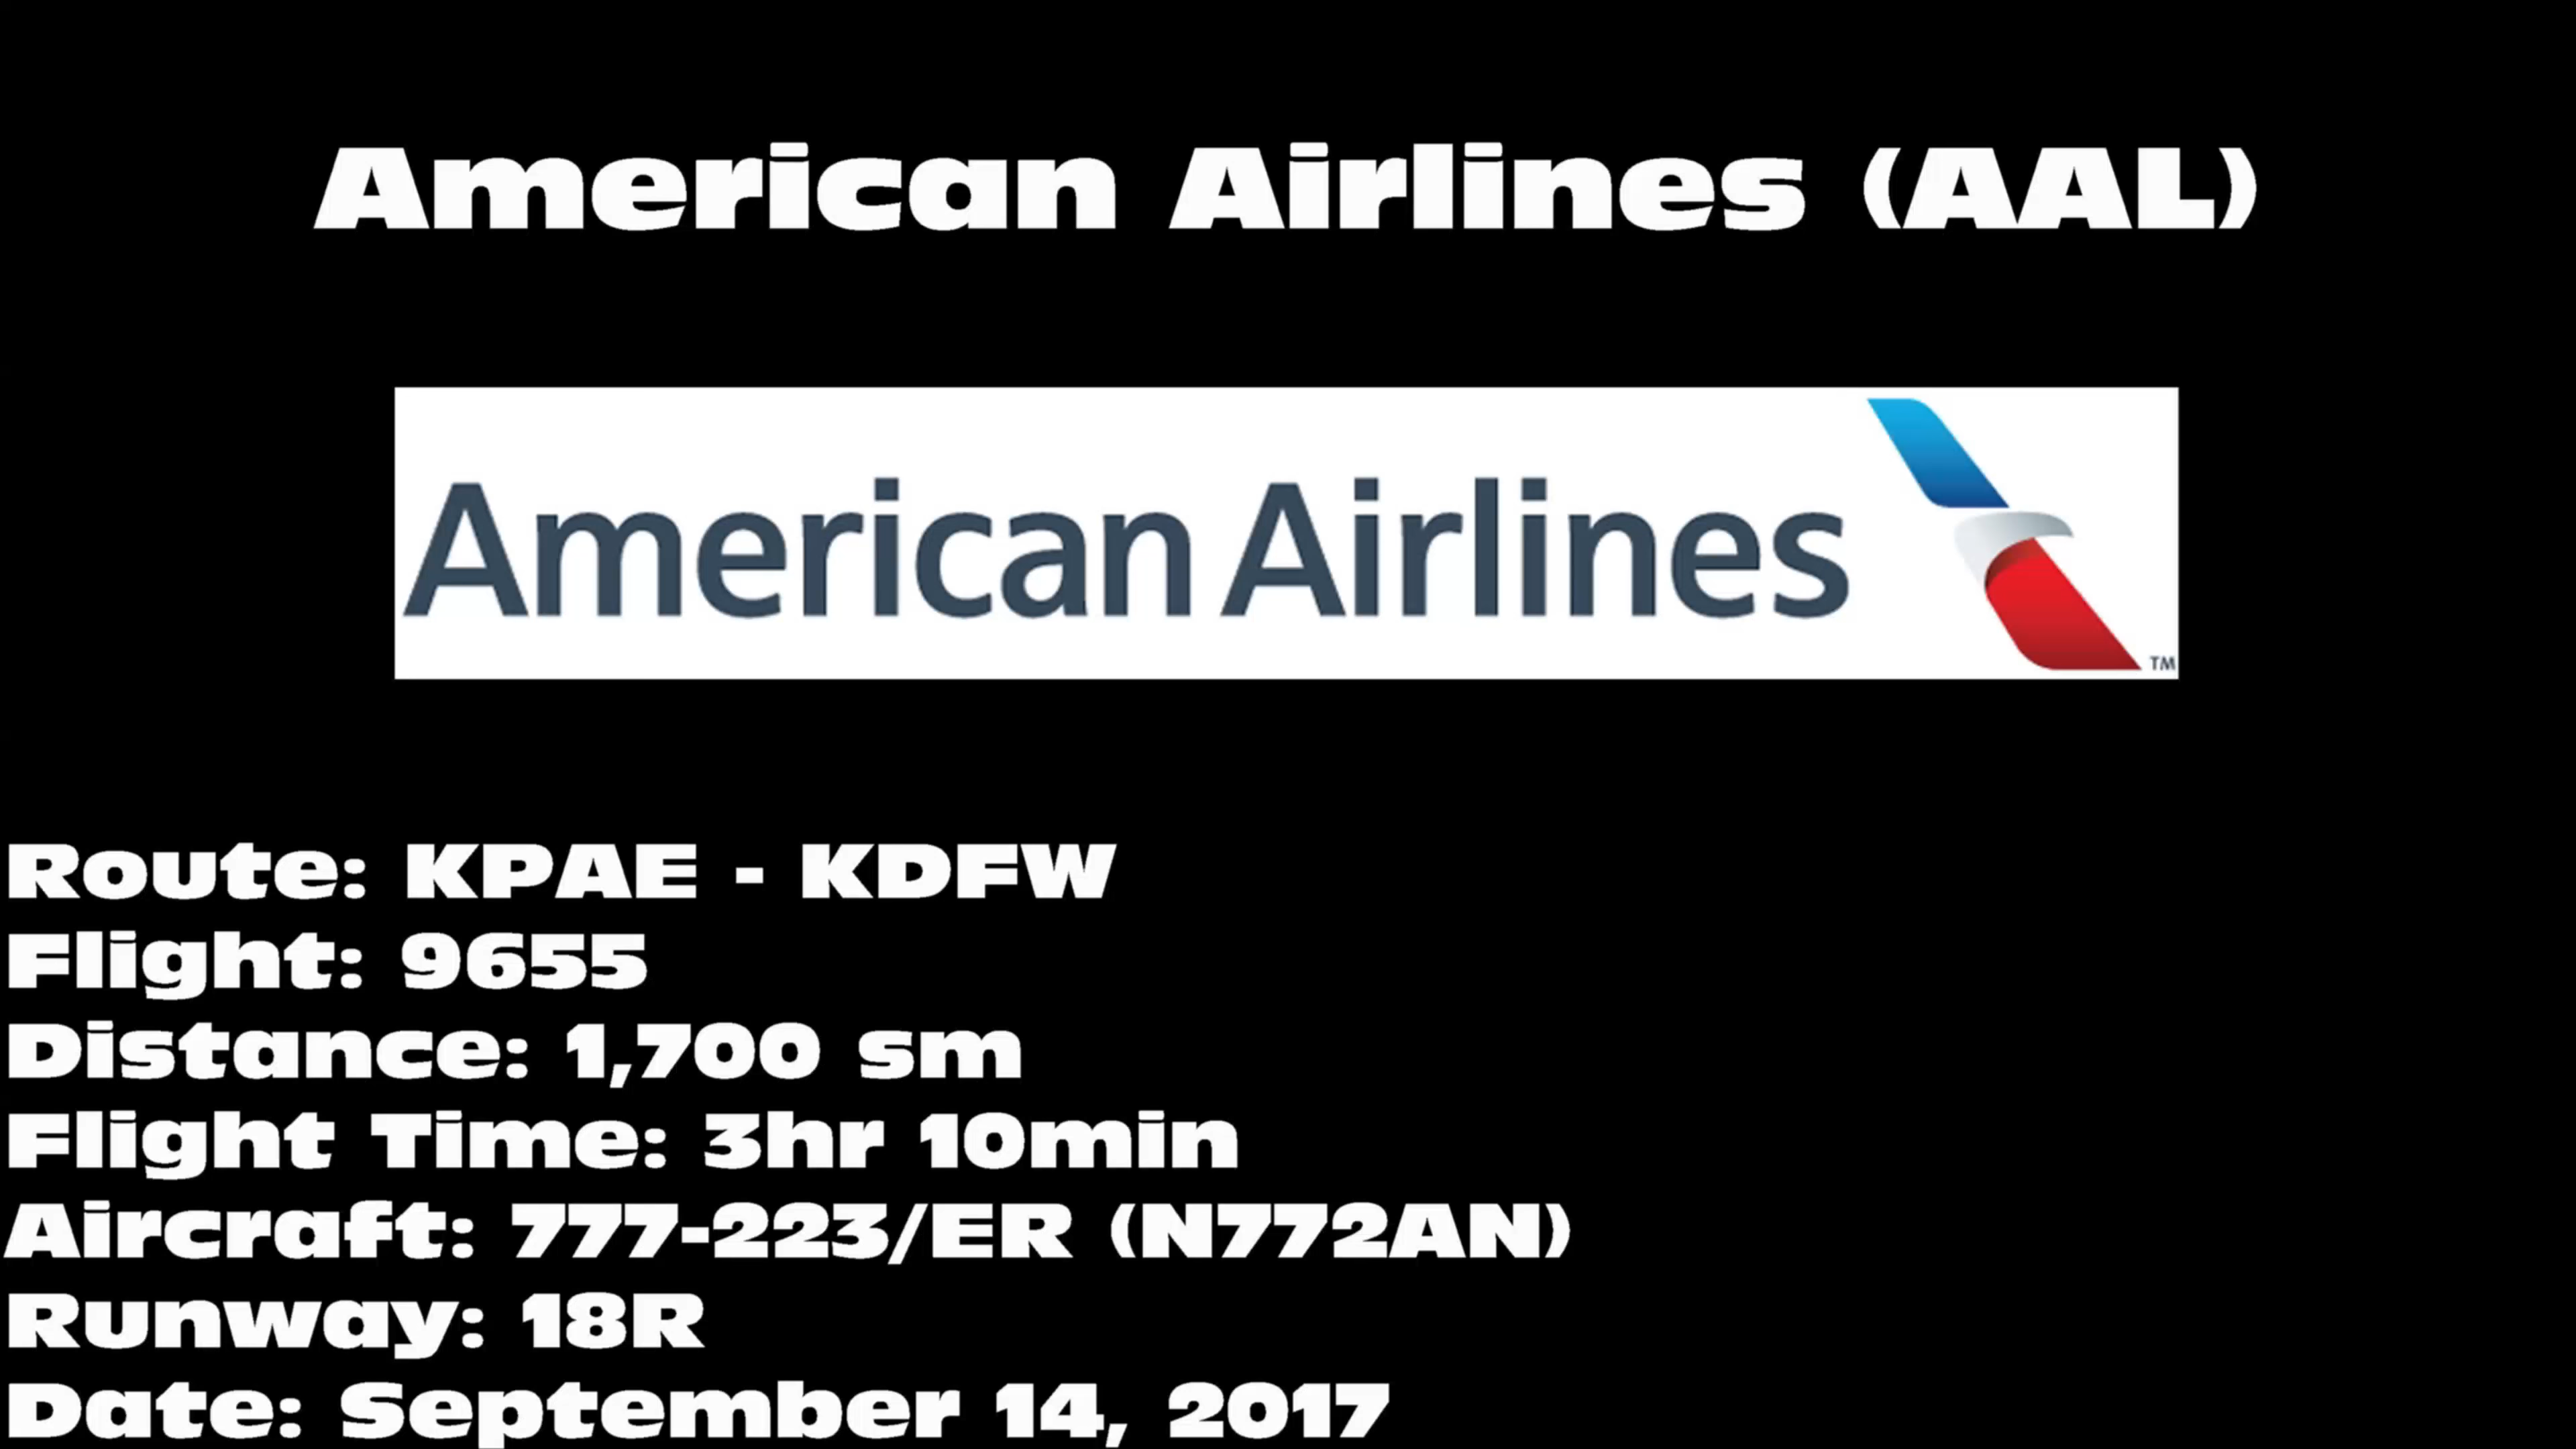 American Airlines (AAL)
American Airlines
TM
Route: KPAE - KDFW
Flight: 9655
Distance: 1,700 sm
Flight Time: 3hr 10min
Aircraft: 777-223/ER (N772AN)
Runway: 18R
Date: September 14, 2017